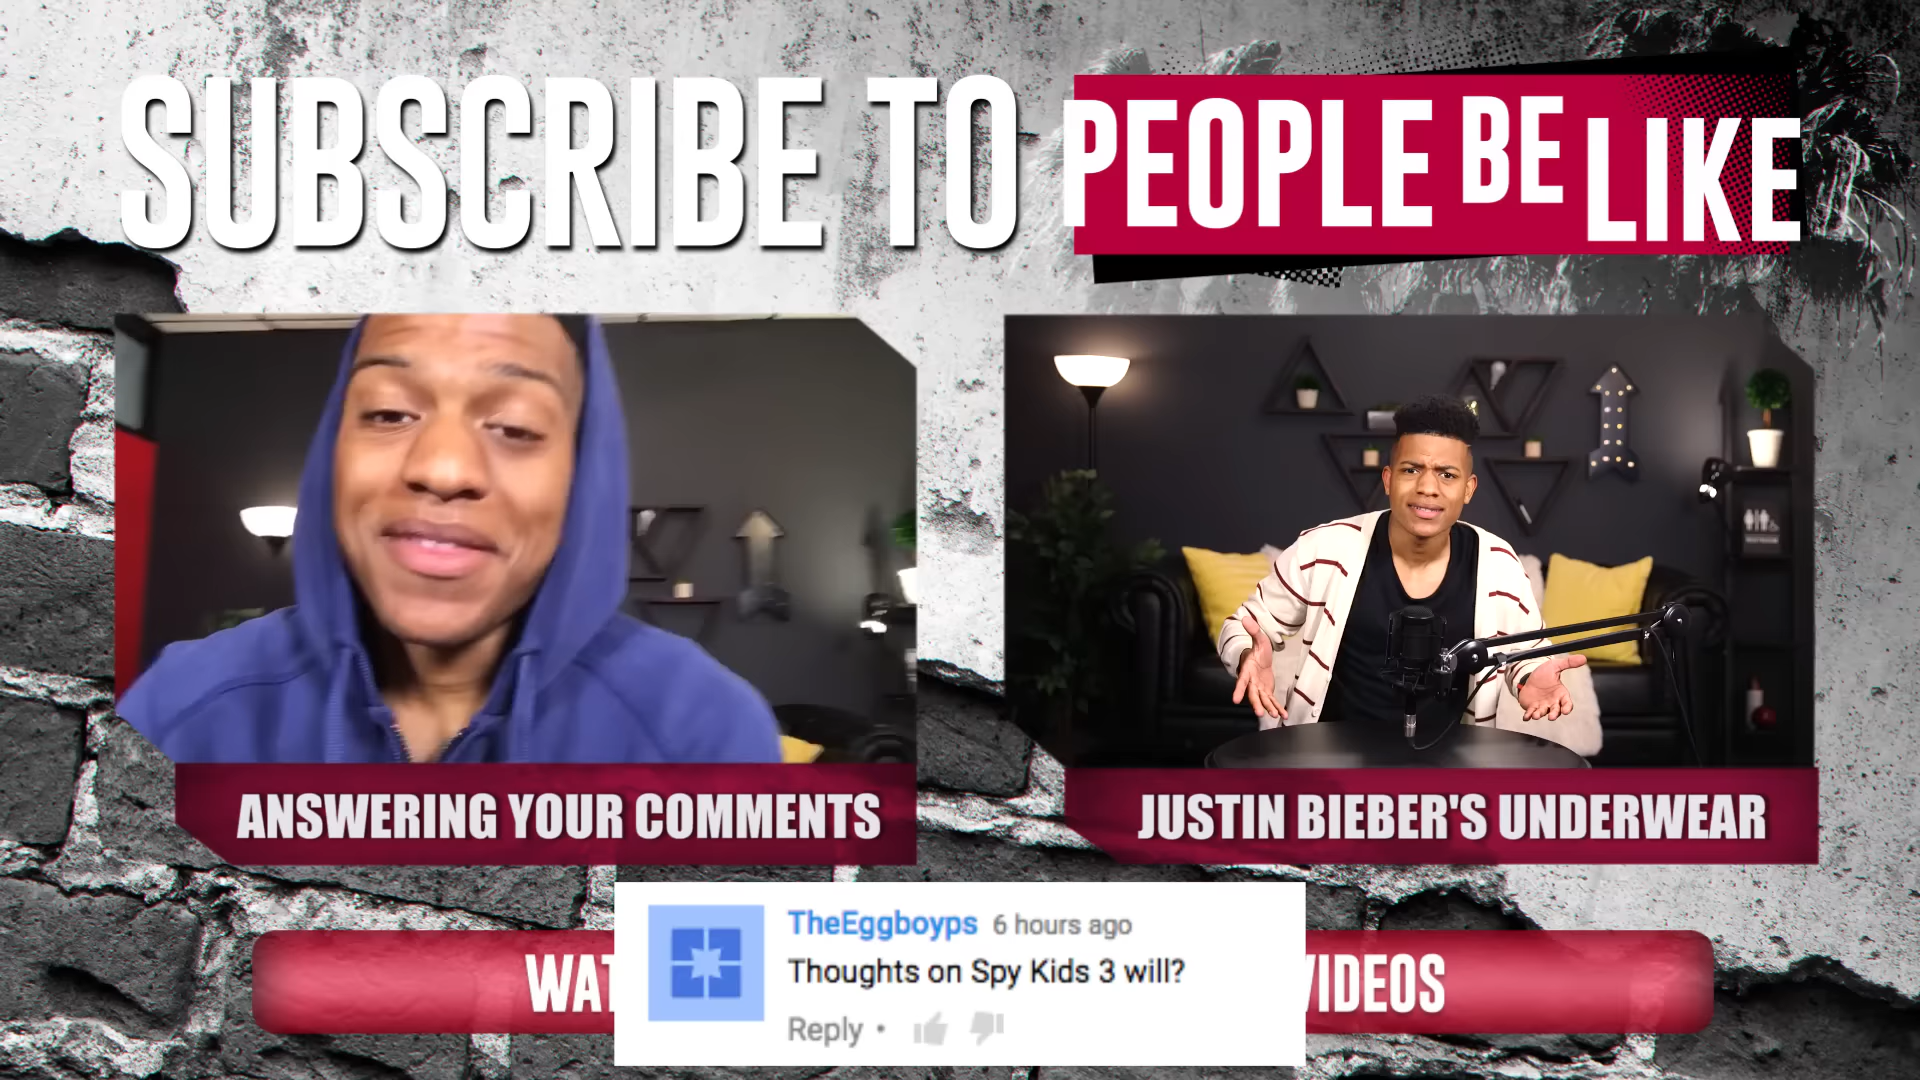 SUBSCRIBE TO PEOPLE BE LIKE
ANSWERING YOUR COMMENTS
JUSTIN BIEBER'S UNDERWEAR
WAT
VIDEOS
TheEggboyps 6 hours ago
Thoughts on Spy Kids 3 will?
Reply •